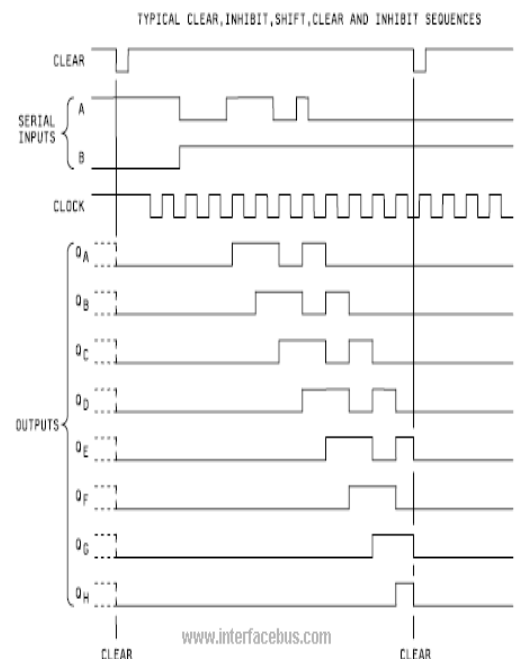 TYPICAL CLEAR,INHIBIT,SHIFT,CLEAR AND INHIBIT SEQUENCES
CLEAR
SERIAL
INPUTS
A
B
CLOCK
OUTPUTS
QA
QB
QC
QD
QE
QF
QG
QH
www.interfacebus.com
CLEAR CLEAR